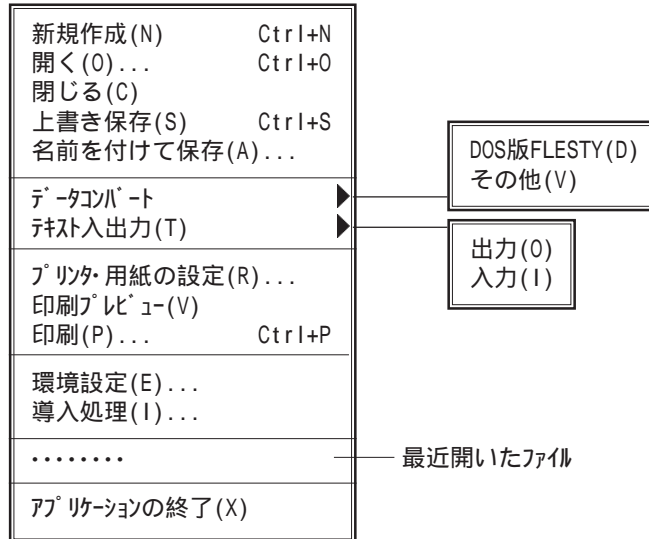 新規作成(N) Ctrl+N
開く(O)... Ctrl+O
閉じる(C)
上書き保存(S) Ctrl+S
名前を付けて保存(A)...
ﾃﾞｰﾀｺﾝﾊﾞｰﾄ
ﾃｷｽﾄ入出力(T)
ﾌﾟﾘﾝﾀ･用紙の設定(R)...
印刷ﾌﾟﾚﾋﾞｭｰ(V)
印刷(P)... Ctrl+P
環境設定(E)...
導入処理(I)...
････････
ｱﾌﾟﾘｹｰｼｮﾝの終了(X)
DOS版FLESTY(D)
その他(V)
出力(O)
入力(I)
最近開いたﾌｧｲﾙ